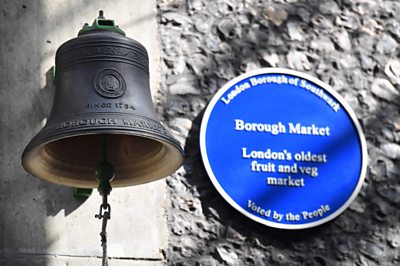 SINCE 1754
BOROUGH MARKET
London Borough of Southwark
Borough Market
London's oldest
fruit and veg
market
Voted by the People